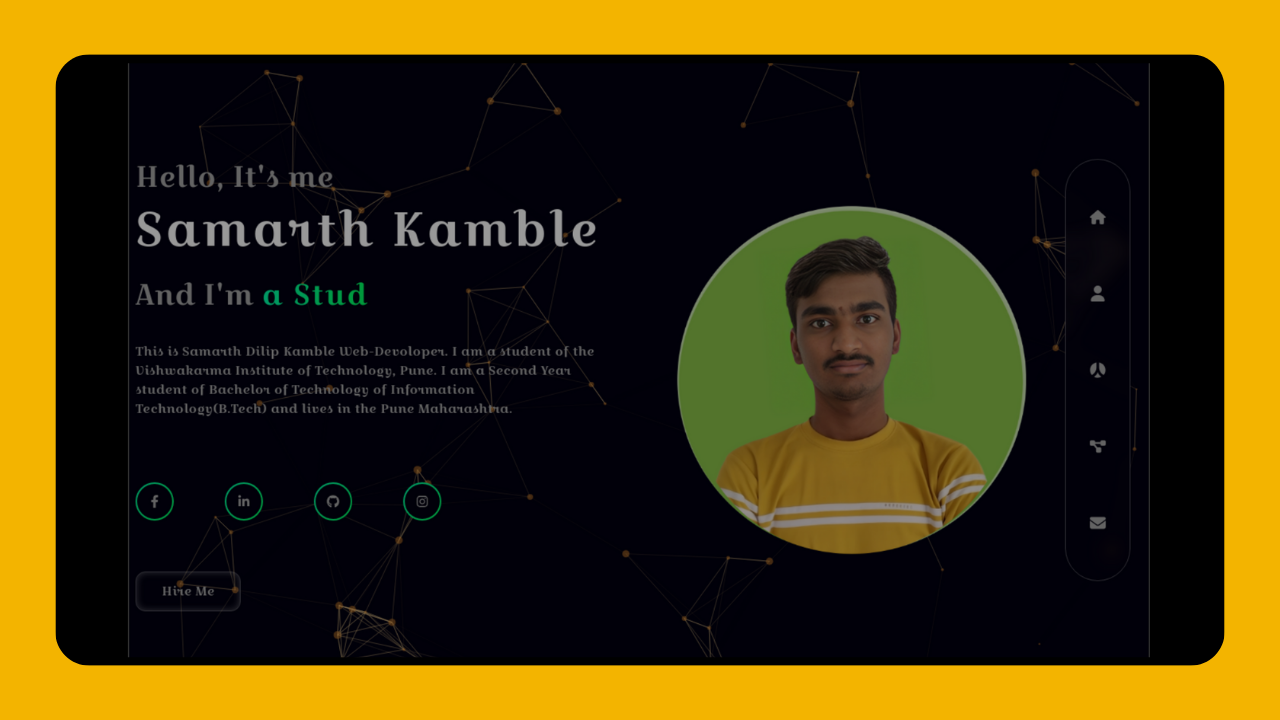 Hello, It's me
Samarth Kamble
And I'm a Stud
This is Samarth Dilip Kamble Web-Devoloper. I am a student of the
Vishwakarma Institute of Technology, Pune. I am a Second Year
student of Bachelor of Technology of Information
Technology(B.Tech) and lives in the Pune Maharashtra.
Hire Me